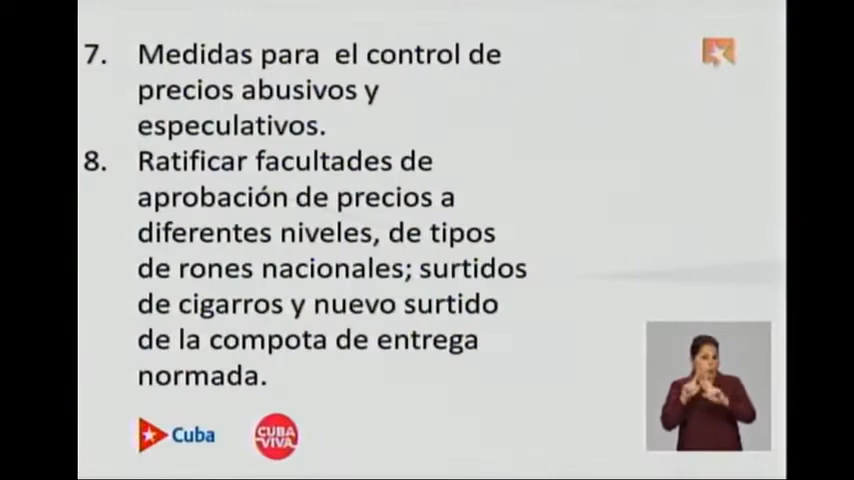 7. Medidas para el control de
precios abusivos y
especulativos.
8. Ratificar facultades de
aprobación de precios a
diferentes niveles, de tipos
de rones nacionales; surtidos
de cigarros y nuevo surtido
de la compota de entrega
normada.
Cuba
CUBA
VIVA